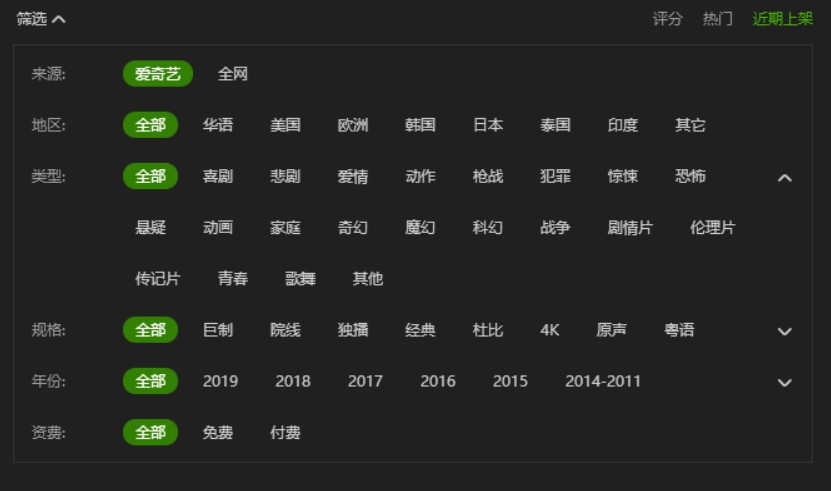 筛选 评分 热门 近期上架
来源: 爱奇艺 全网
地区: 全部 华语 美国 欧洲 韩国 日本 泰国 印度 其它
类型: 全部 喜剧 悲剧 爱情 动作 枪战 犯罪 惊悚 恐怖
悬疑 动画 家庭 奇幻 魔幻 科幻 战争 剧情片 伦理片
传记片 青春 歌舞 其他
规格: 全部 巨制 院线 独播 经典 杜比 4K 原声 粤语
年份: 全部 2019 2018 2017 2016 2015 2014-2011
资费: 全部 免费 付费